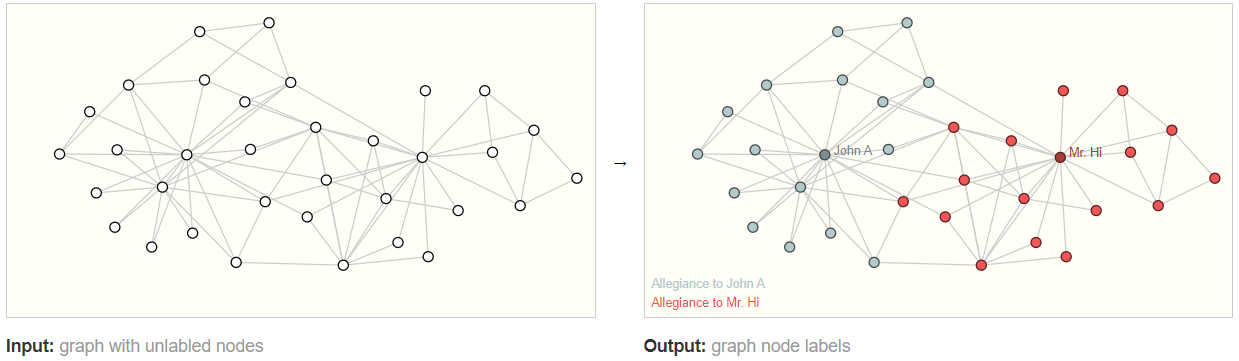 →
John A
Mr. Hi
Allegiance to John A
Allegiance to Mr. Hi
Input: graph with unlabled nodes
Output: graph node labels